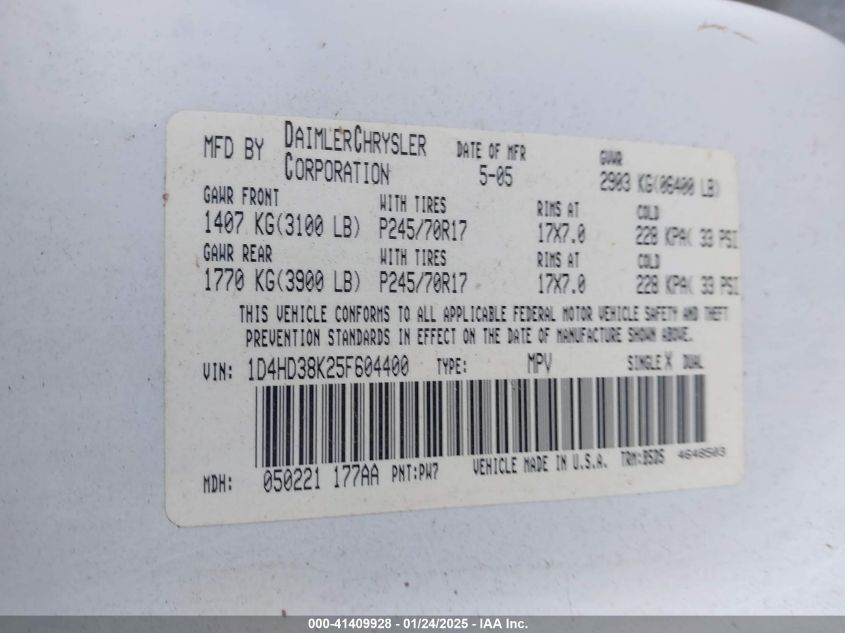 MFD BY DAIMLERCHRYSLER CORPORATION DATE OF MFR 5-05 GVWR 2903 KG(06400 LB)
GAWR FRONT WITH TIRES RIMS AT COLD
1407 KG(3100 LB) P245/70R17 17X7.0 228 KPA( 33 PSI
GAWR REAR WITH TIRES RIMS AT COLD
1770 KG(3900 LB) P245/70R17 17X7.0 228 KPA( 33 PSI
THIS VEHICLE CONFORMS TO ALL APPLICABLE FEDERAL MOTOR VEHICLE SAFETY AND THEFT
PREVENTION STANDARDS IN EFFECT ON THE DATE OF MANUFACTURE SHOWN ABOVE.
VIN: 1D4HD38K25F604400 TYPE: MPV SINGLE X DUAL
MDH: 050221 177AA PNT:PW7 VEHICLE MADE IN U.S.A. TRM:BSDS 4648503
000-41409928 - 01/24/2025 - IAA Inc.